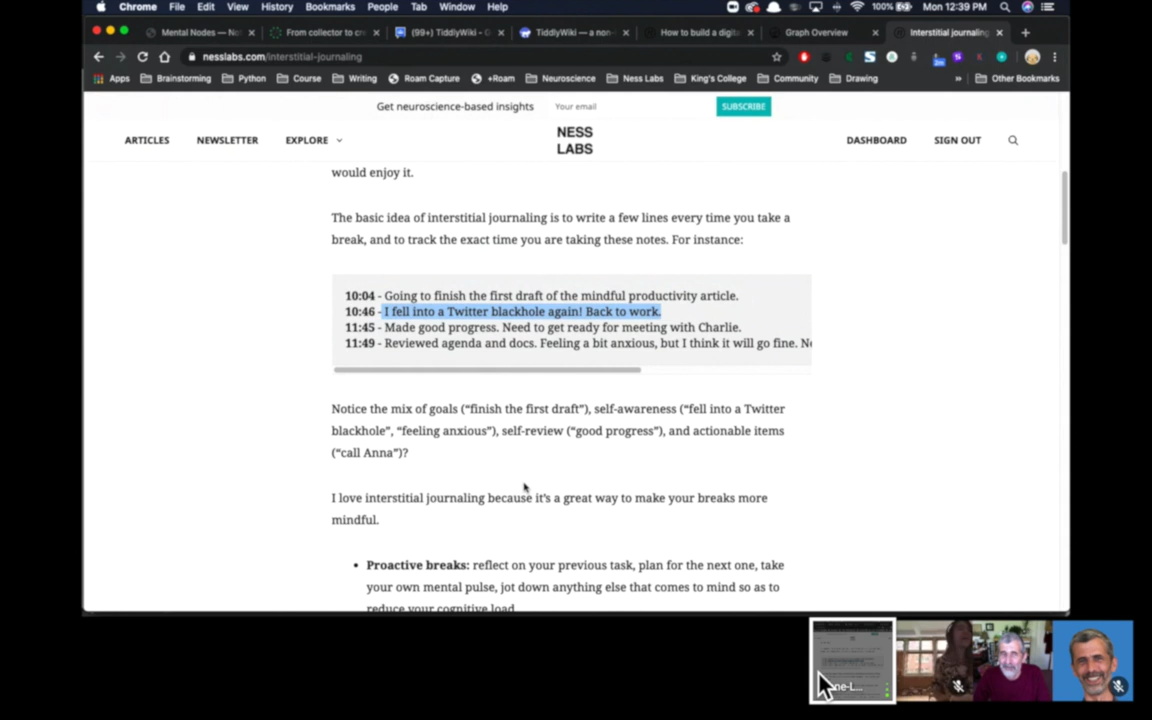 Chrome File Edit View History Bookmarks People Tab Window Help 100% Mon 12:39 PM
Mental Nodes — No From collector to cr (99+) TiddlyWiki - G TiddlyWiki — a non- How to build a digita Graph Overview Interstitial journaling
nesslabs.com/interstitial-journaling
Apps Brainstorming Python Course Writing Roam Capture +Roam Neuroscience Ness Labs King's College Community Drawing » Other Bookmarks
Get neuroscience-based insights Your email SUBSCRIBE
ARTICLES NEWSLETTER EXPLORE NESS LABS DASHBOARD SIGN OUT
would enjoy it.
The basic idea of interstitial journaling is to write a few lines every time you take a
break, and to track the exact time you are taking these notes. For instance:
10:04 - Going to finish the first draft of the mindful productivity article.
10:46 - I fell into a Twitter blackhole again! Back to work.
11:45 - Made good progress. Need to get ready for meeting with Charlie.
11:49 - Reviewed agenda and docs. Feeling a bit anxious, but I think it will go fine.
Notice the mix of goals (“finish the first draft”), self-awareness (“fell into a Twitter
blackhole”, “feeling anxious”), self-review (“good progress”), and actionable items
(“call Anna”)?
I love interstitial journaling because it’s a great way to make your breaks more
mindful.
• Proactive breaks: reflect on your previous task, plan for the next one, take
your own mental pulse, jot down anything else that comes to mind so as to
reduce your cognitive load
ne-L...